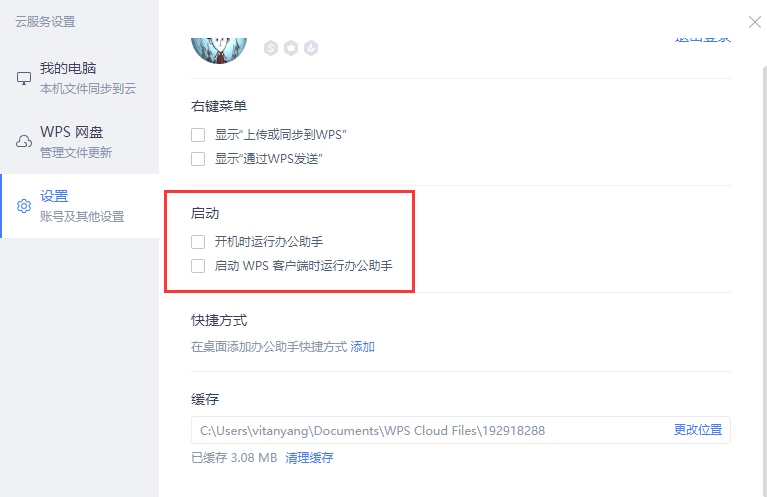 云服务设置
我的电脑
本机文件同步到云
WPS 网盘
管理文件更新
设置
账号及其他设置
退出登录
右键菜单
显示“上传或同步到WPS”
显示“通过WPS发送”
启动
开机时运行办公助手
启动 WPS 客户端时运行办公助手
快捷方式
在桌面添加办公助手快捷方式 添加
缓存
C:\Users\vitanyang\Documents\WPS Cloud Files\192918288 更改位置
已缓存 3.08 MB 清理缓存